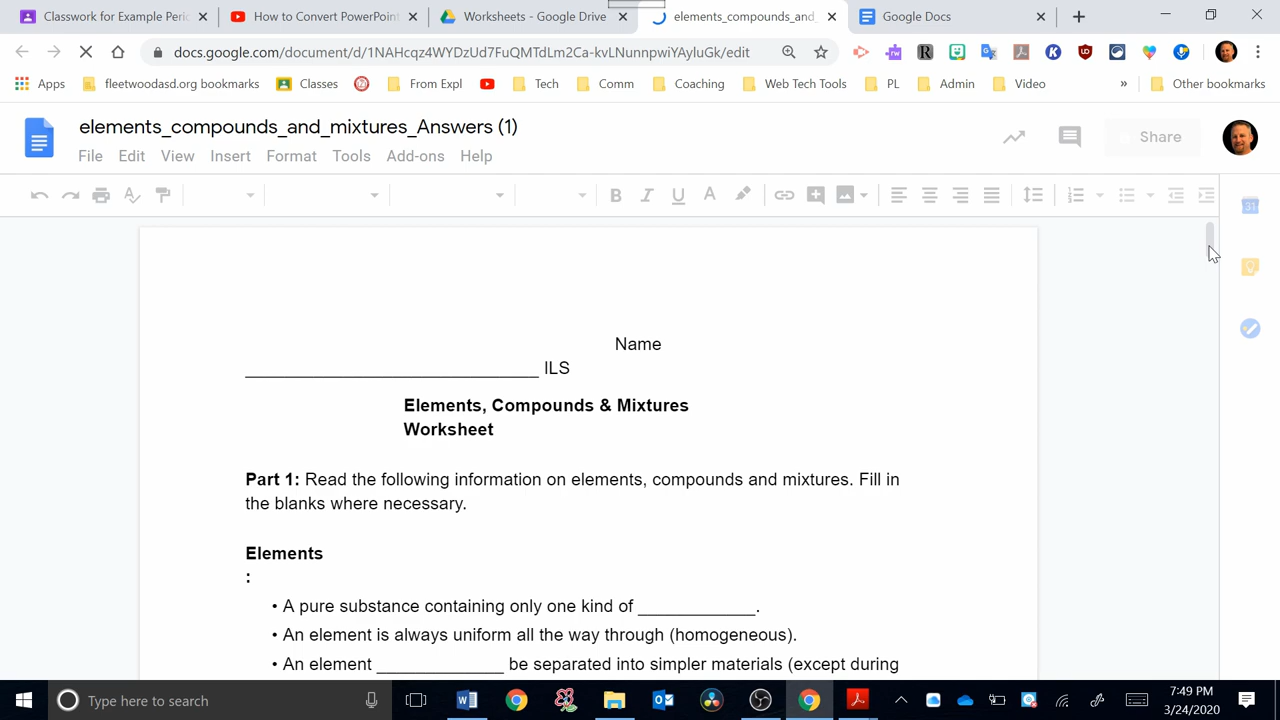 Classwork for Example Perio
How to Convert PowerPoint
Worksheets - Google Drive
elements_compounds_and_
Google Docs
docs.google.com/document/d/1NAHcqz4WYDzUd7FuQMTdLm2Ca-kvLNunnpwiYAyluGk/edit
Apps
fleetwoodasd.org bookmarks
Classes
From Expl
Tech
Comm
Coaching
Web Tech Tools
PL
Admin
Video
»
Other bookmarks
elements_compounds_and_mixtures_Answers (1)
File Edit View Insert Format Tools Add-ons Help
Share
B I U A
31
Name
______________________________ ILS
Elements, Compounds & Mixtures
Worksheet
Part 1: Read the following information on elements, compounds and mixtures. Fill in
the blanks where necessary.
Elements
:
• A pure substance containing only one kind of ____________.
• An element is always uniform all the way through (homogeneous).
• An element _____________ be separated into simpler materials (except during
Type here to search
7:49 PM
3/24/2020